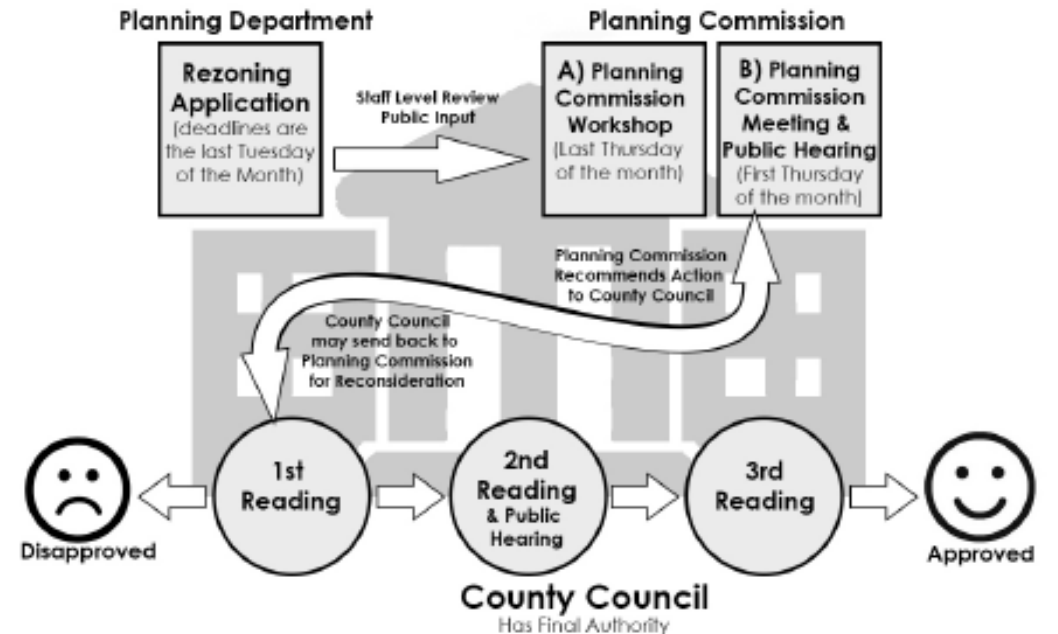 Planning Department
Rezoning
Application
(deadlines are
the last Tuesday
of the Month)
Staff Level Review
Public Input
Planning Commission
A) Planning
Commission
Workshop
(Last Thursday
of the month)
B) Planning
Commission
Meeting &
Public Hearing
(First Thursday
of the month)
Planning Commission
Recommends Action
to County Council
County Council
may send back to
Planning Commission
for Reconsideration
Disapproved
1st
Reading
2nd
Reading
& Public
Hearing
3rd
Reading
Approved
County Council
Has Final Authority